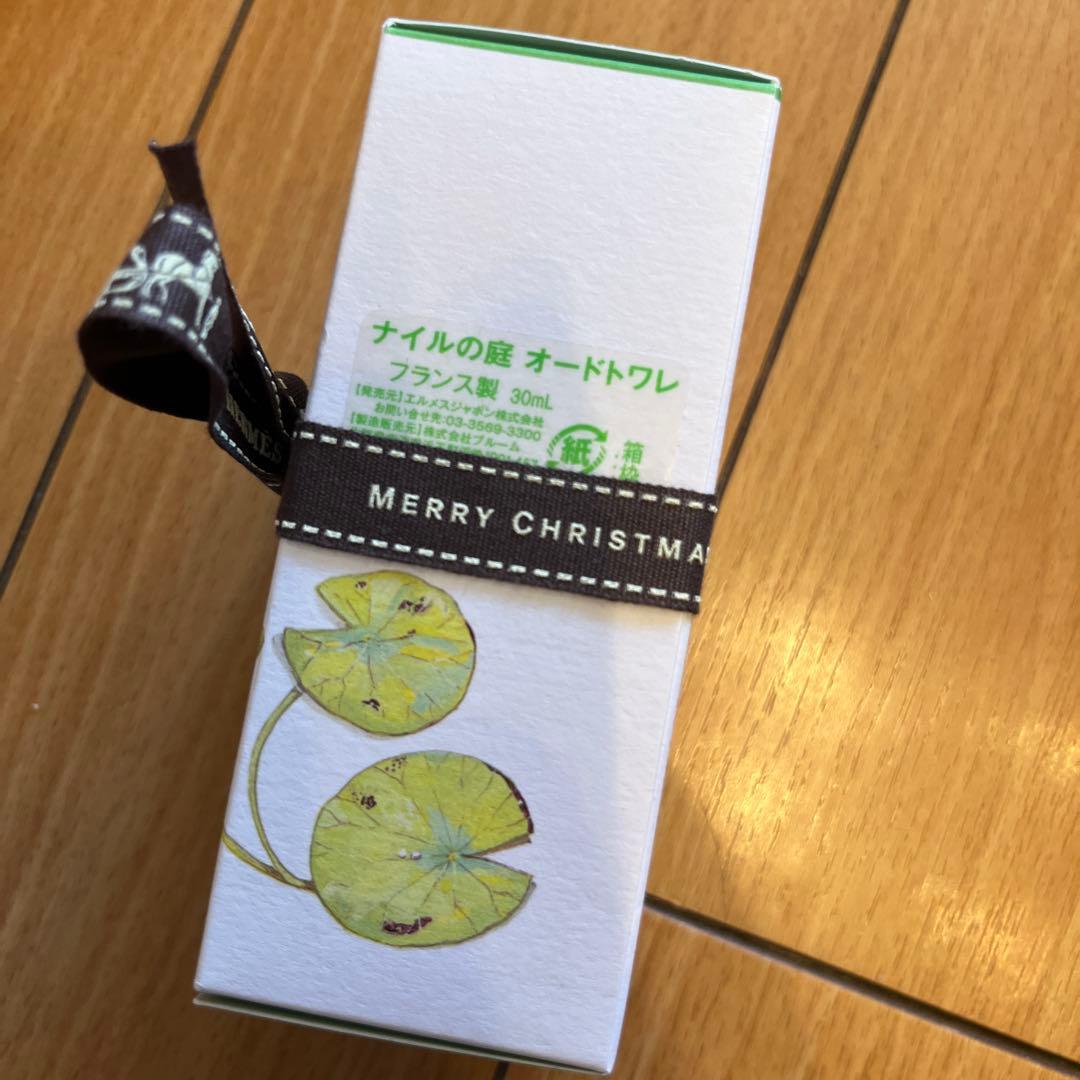 ナイルの庭 オードトワレ
フランス製 30mL
【発売元】エルメスジャポン株式会社
お問い合せ先:03-3569-3300
【製造販売元】株式会社ブルーム
紙
箱
枠
MERRY CHRISTMA
HERMES